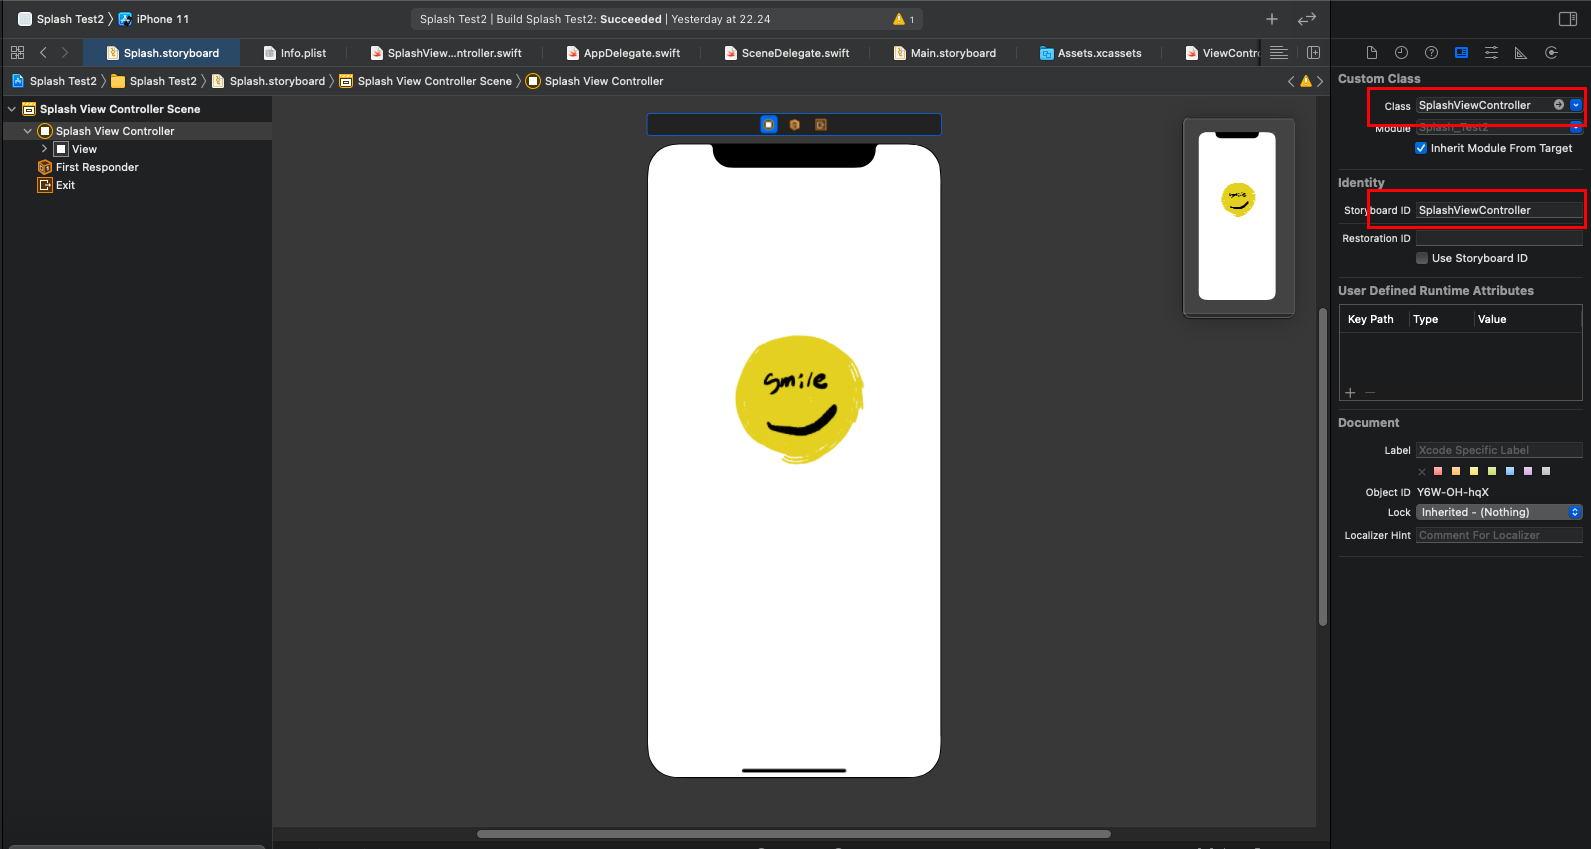 Splash Test2 iPhone 11
Splash Test2 | Build Splash Test2: Succeeded | Yesterday at 22.24 1
Splash.storyboard Info.plist SplashView...ntroller.swift AppDelegate.swift SceneDelegate.swift Main.storyboard Assets.xcassets ViewContr
Splash Test2 Splash Test2 Splash.storyboard Splash View Controller Scene Splash View Controller
Splash View Controller Scene
Splash View Controller
View
First Responder
Exit
smile
smile
Custom Class
Class SplashViewController
Module Splash_Test2
Inherit Module From Target
Identity
Storyboard ID SplashViewController
Restoration ID
Use Storyboard ID
User Defined Runtime Attributes
Key Path Type Value
Document
Label Xcode Specific Label
Object ID Y6W-OH-hqX
Lock Inherited - (Nothing)
Localizer Hint Comment For Localizer